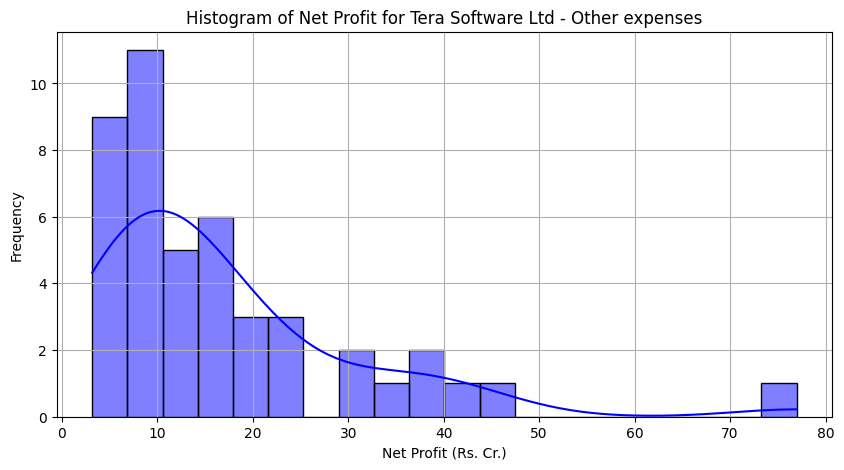 Histogram of Net Profit for Tera Software Ltd - Other expenses
Frequency
10
8
6
4
2
0
0 10 20 30 40 50 60 70 80
Net Profit (Rs. Cr.)